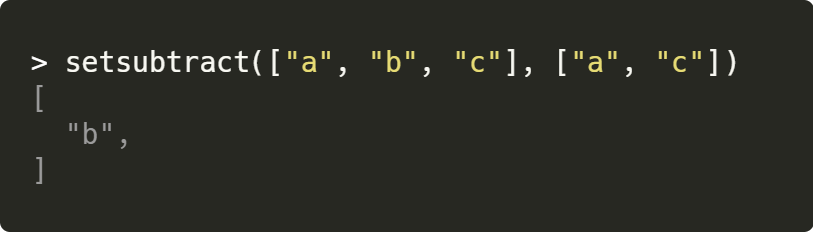 > setsubtract(["a", "b", "c"], ["a", "c"])
[
  "b",
]